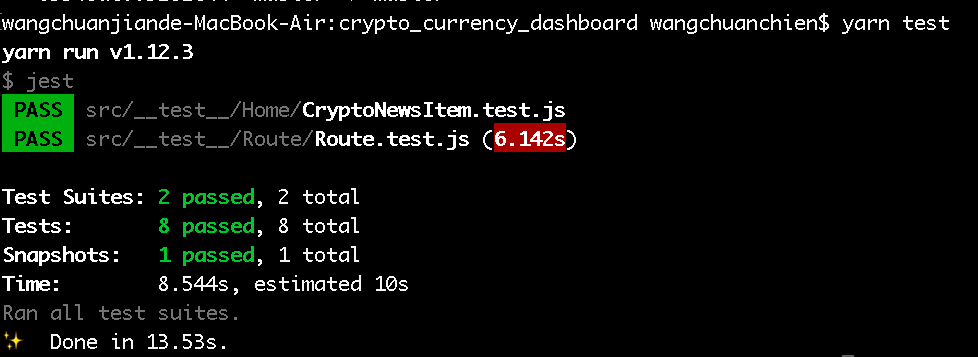 wangchuanjiande-MacBook-Air:crypto_currency_dashboard wangchuanchien$ yarn test
yarn run v1.12.3
$ jest
PASS src/__test__/Home/CryptoNewsItem.test.js
PASS src/__test__/Route/Route.test.js (6.142s)
Test Suites: 2 passed, 2 total
Tests: 8 passed, 8 total
Snapshots: 1 passed, 1 total
Time: 8.544s, estimated 10s
Ran all test suites.
✨ Done in 13.53s.